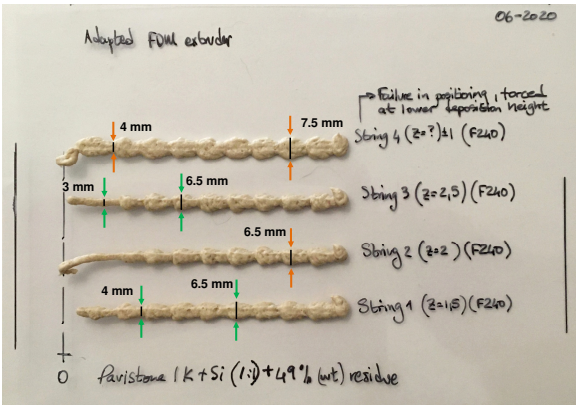 06-2020
Adapted FDM extruder
Failure in positioning, forced
at lower deposition height
4 mm
7.5 mm
String 4 (z=?)±1 (F240)
3 mm
6.5 mm
String 3 (z=2,5) (F240)
6.5 mm
String 2 (z=2) (F240)
4 mm
6.5 mm
String 1 (z=1,5) (F240)
0
Pavistone 1K + Si (1:1) + 49% (wt) residue